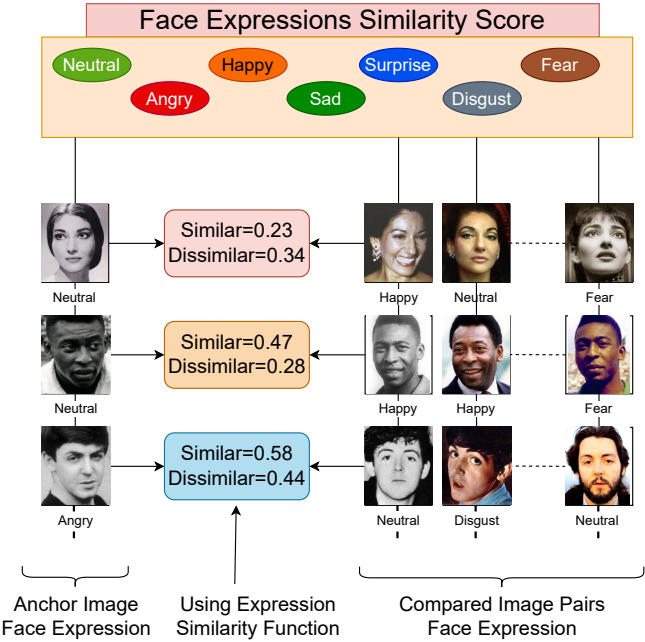 Face Expressions Similarity Score
Neutral Happy Surprise Fear
Angry Sad Disgust
Similar=0.23
Dissimilar=0.34
Neutral Happy Neutral Fear
Similar=0.47
Dissimilar=0.28
Neutral Happy Happy Fear
Similar=0.58
Dissimilar=0.44
Angry Neutral Disgust Neutral
Anchor Image
Face Expression
Using Expression
Similarity Function
Compared Image Pairs
Face Expression